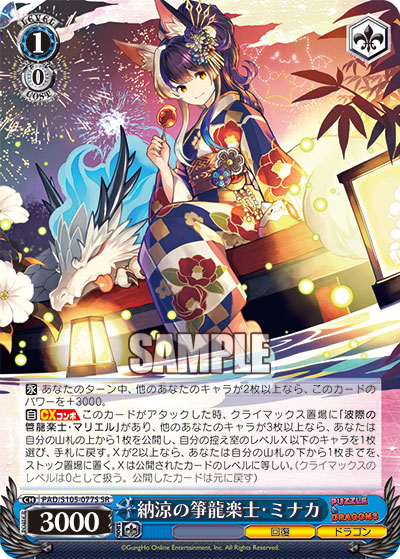 LEVEL
1
0
COST
SAMPLE
永 あなたのターン中、他のあなたのキャラが2枚以上なら、このカードの
パワーを+3000。
自 CXコンボ このカードがアタックした時、クライマックス置場に「波際の
管龍楽士・マリエル」があり、他のあなたのキャラが2枚以上なら、あなたは
自分の山札の上から1枚を公開し、自分の控え室のレベルX以下のキャラを1枚
選び、手札に戻す。Xが2以上なら、あなたは自分の山札の下から1枚まで
を、ストック置場に置く。Xは公開されたカードのレベルに等しい。(クライマックスの
レベルは0として扱う。公開したカードは元に戻す)
CH PAD/S105-077S SR
POWER
3000
納涼の箏龍楽士・ミナカ
PUZZLE & DRAGONS
回復
ドラゴン
©GungHo Online Entertainment, Inc. All Rights Reserved.